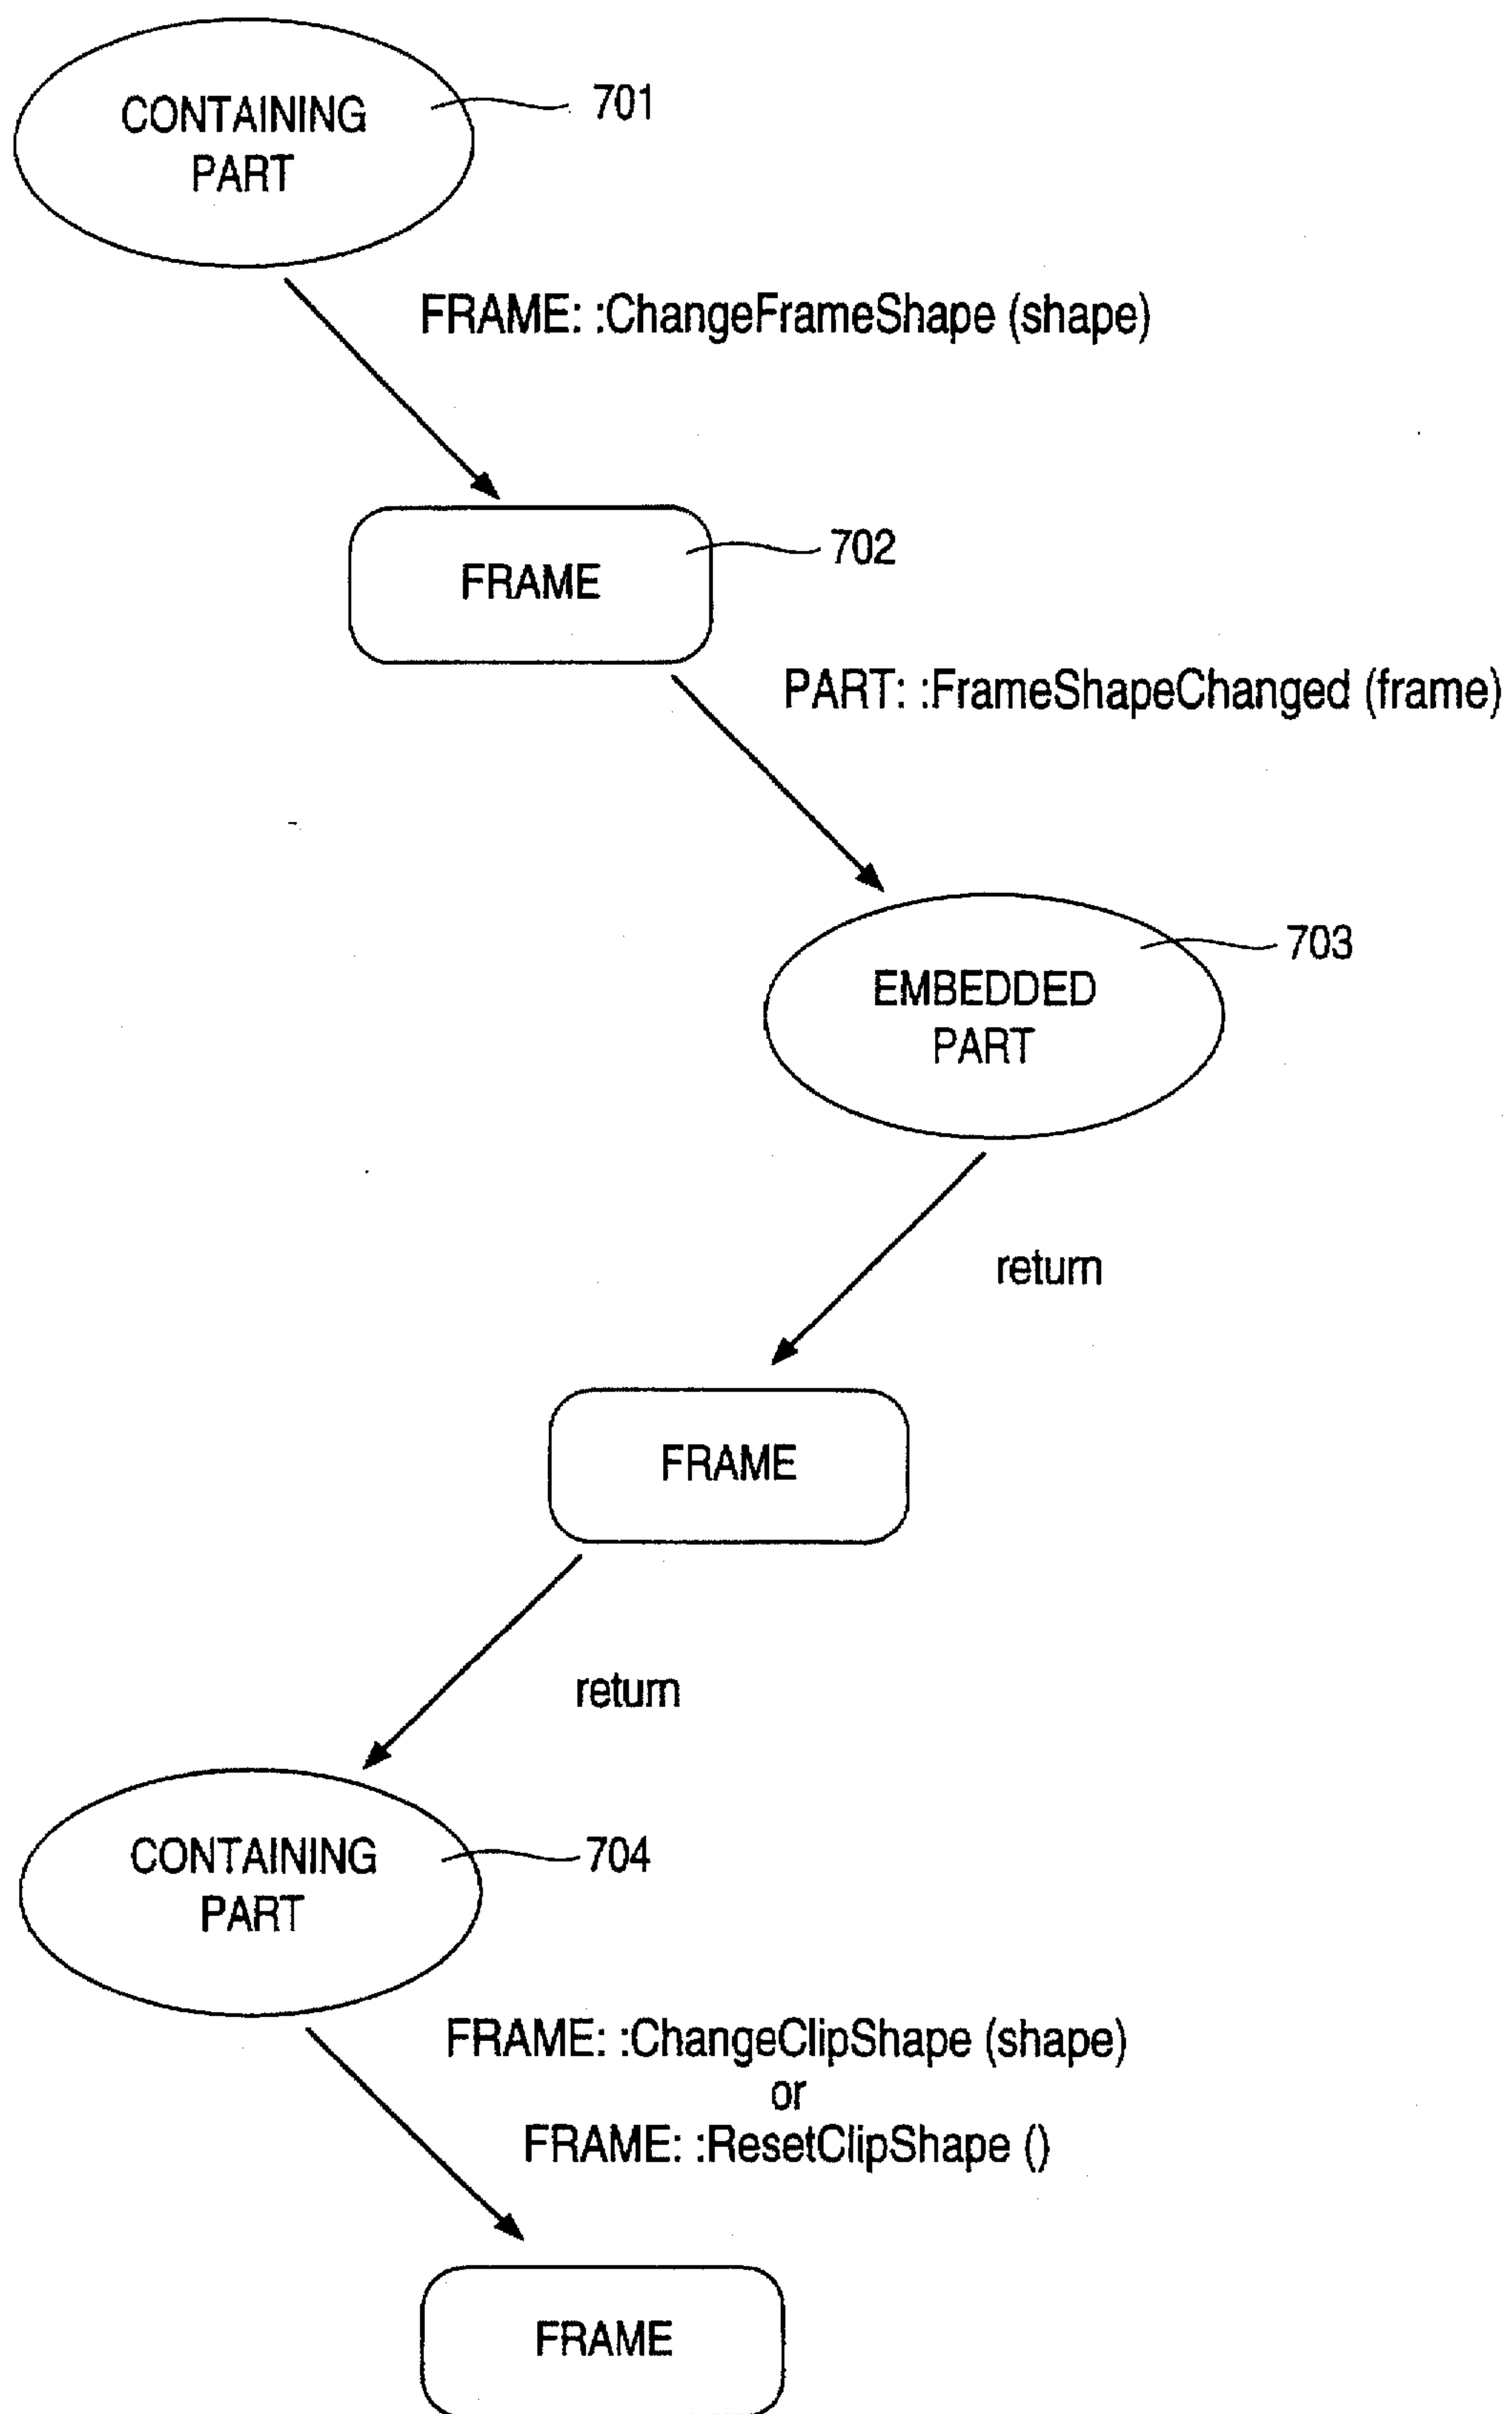 CONTAINING
PART
701
FRAME: :ChangeFrameShape (shape)
FRAME
702
PART: :FrameShapeChanged (frame)
EMBEDDED
PART
703
return
FRAME
return
CONTAINING
PART
704
FRAME: :ChangeClipShape (shape)
or
FRAME: :ResetClipShape ()
FRAME